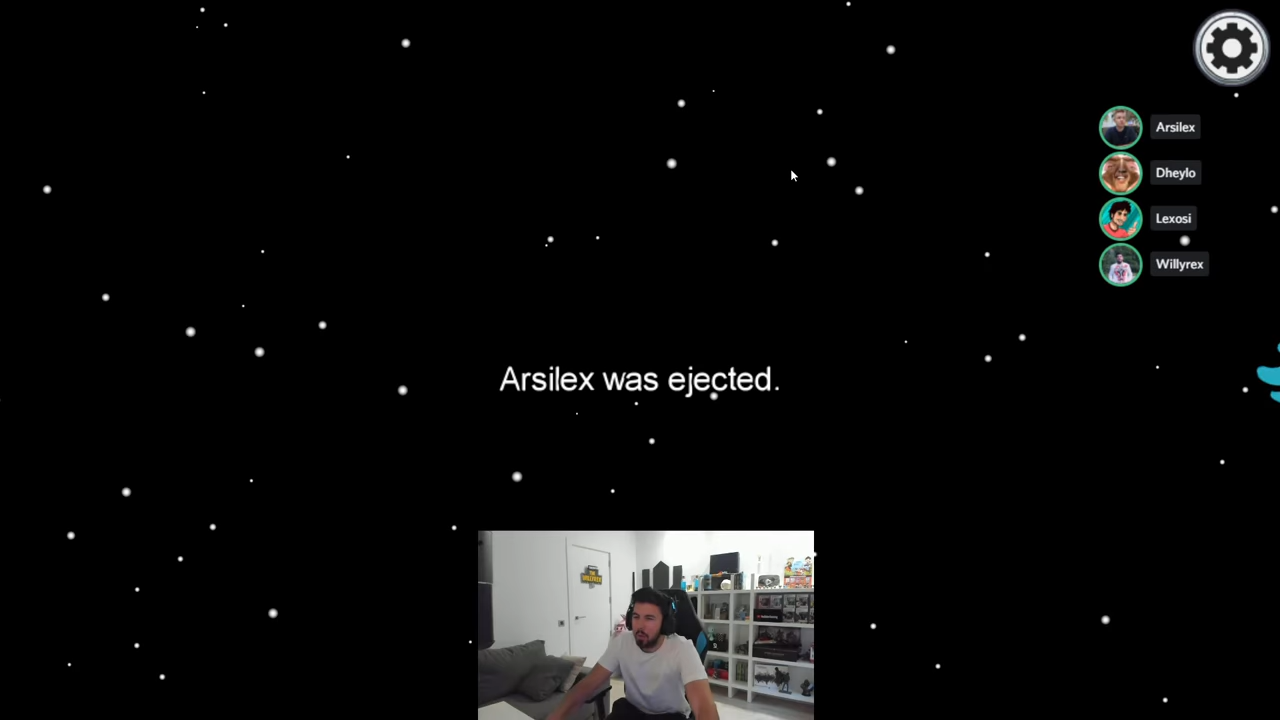 Arsilex
Dheylo
Lexosi
Willyrex
Arsilex was ejected.